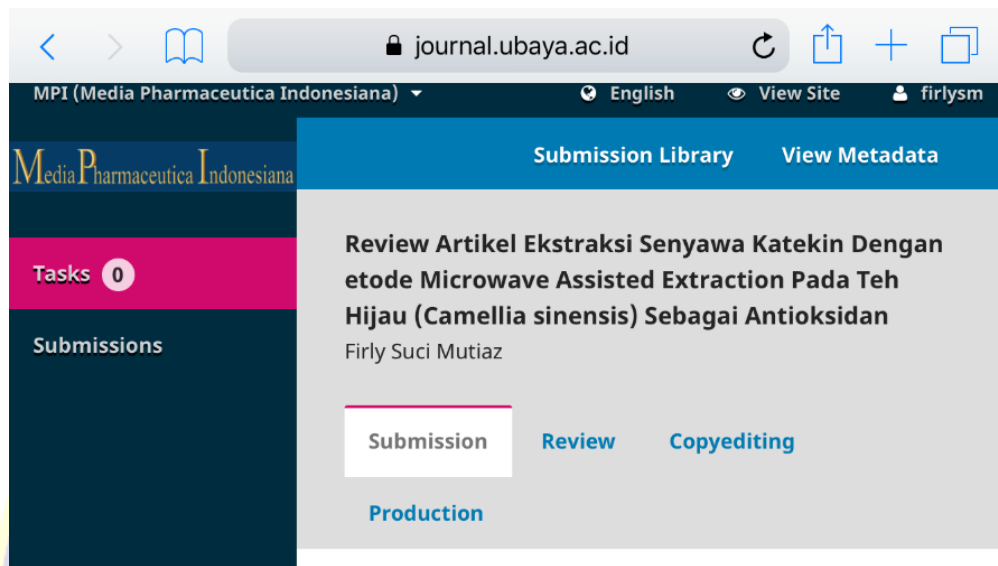 journal.ubaya.ac.id
MPI (Media Pharmaceutica Indonesiana) English View Site firlysm
Media Pharmaceutica Indonesiana
Submission Library View Metadata
Tasks 0
Submissions
Review Artikel Ekstraksi Senyawa Katekin Dengan
etode Microwave Assisted Extraction Pada Teh
Hijau (Camellia sinensis) Sebagai Antioksidan
Firly Suci Mutiaz
Submission Review Copyediting
Production